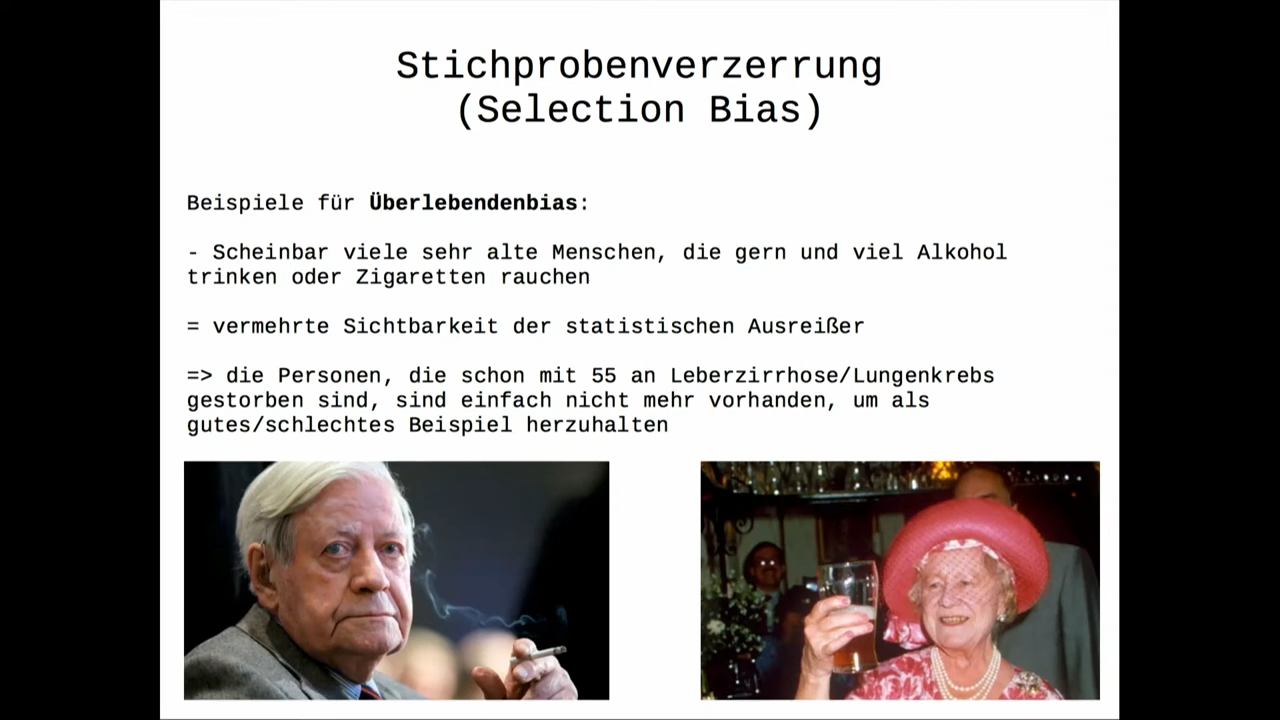 Stichprobenverzerrung
(Selection Bias)
Beispiele für Überlebendenbias:
- Scheinbar viele sehr alte Menschen, die gern und viel Alkohol
trinken oder Zigaretten rauchen
= vermehrte Sichtbarkeit der statistischen Ausreißer
=> die Personen, die schon mit 55 an Leberzirrhose/Lungenkrebs
gestorben sind, sind einfach nicht mehr vorhanden, um als
gutes/schlechtes Beispiel herzuhalten